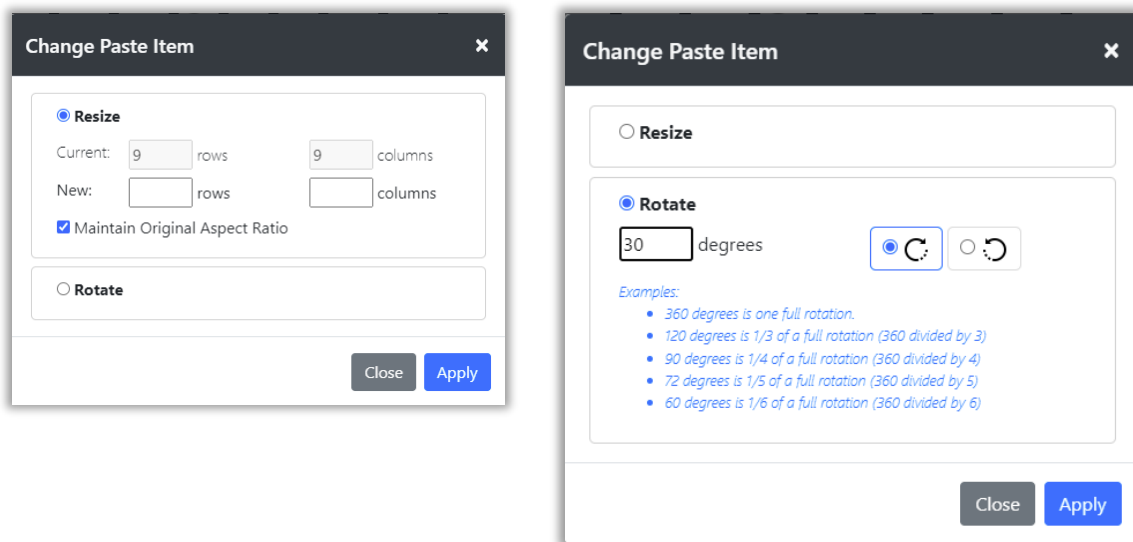 Change Paste Item ×
Resize
Current: 9 rows 9 columns
New: rows columns
Maintain Original Aspect Ratio
Rotate
Close Apply
Change Paste Item ×
Resize
Rotate
30 degrees
Examples:
• 360 degrees is one full rotation.
• 120 degrees is 1/3 of a full rotation (360 divided by 3)
• 90 degrees is 1/4 of a full rotation (360 divided by 4)
• 72 degrees is 1/5 of a full rotation (360 divided by 5)
• 60 degrees is 1/6 of a full rotation (360 divided by 6)
Close Apply